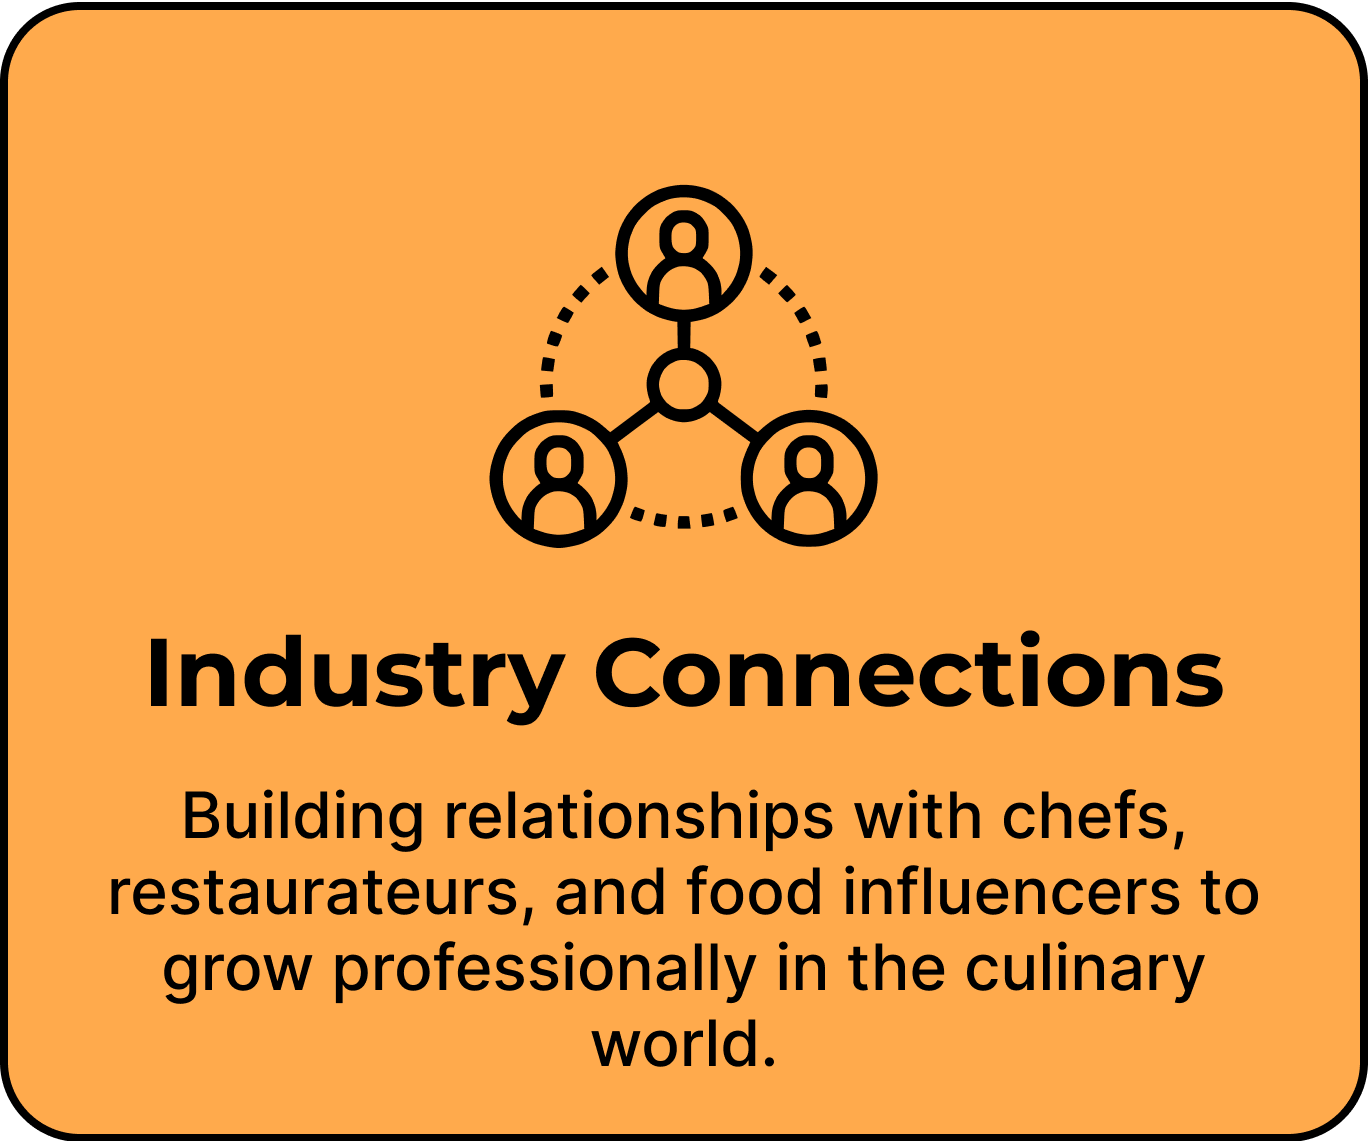 Industry Connections
Building relationships with chefs,
restaurateurs, and food influencers to
grow professionally in the culinary
world.